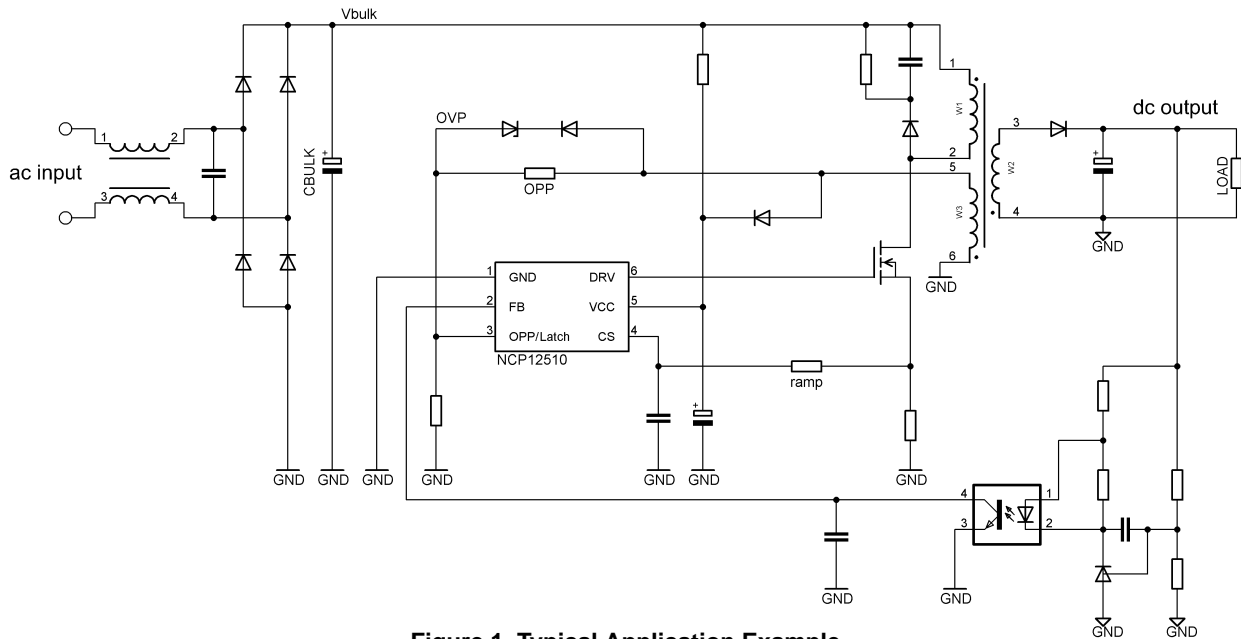 Vbulk
1
OVP
dc output
W1
3
1
2
2
ac input
+
CBULK
+
5
W2
LOAD
OPP
3
4
W3
4
GND
6
GND
1
GND
DRV
6
2
FB
VCC
5
3
OPP/Latch
CS
4
NCP12510
ramp
+
GND
GND
GND
GND
GND
GND
GND
4
1
3
2
GND
GND
GND
GND
Figure 1. Typical Application Example